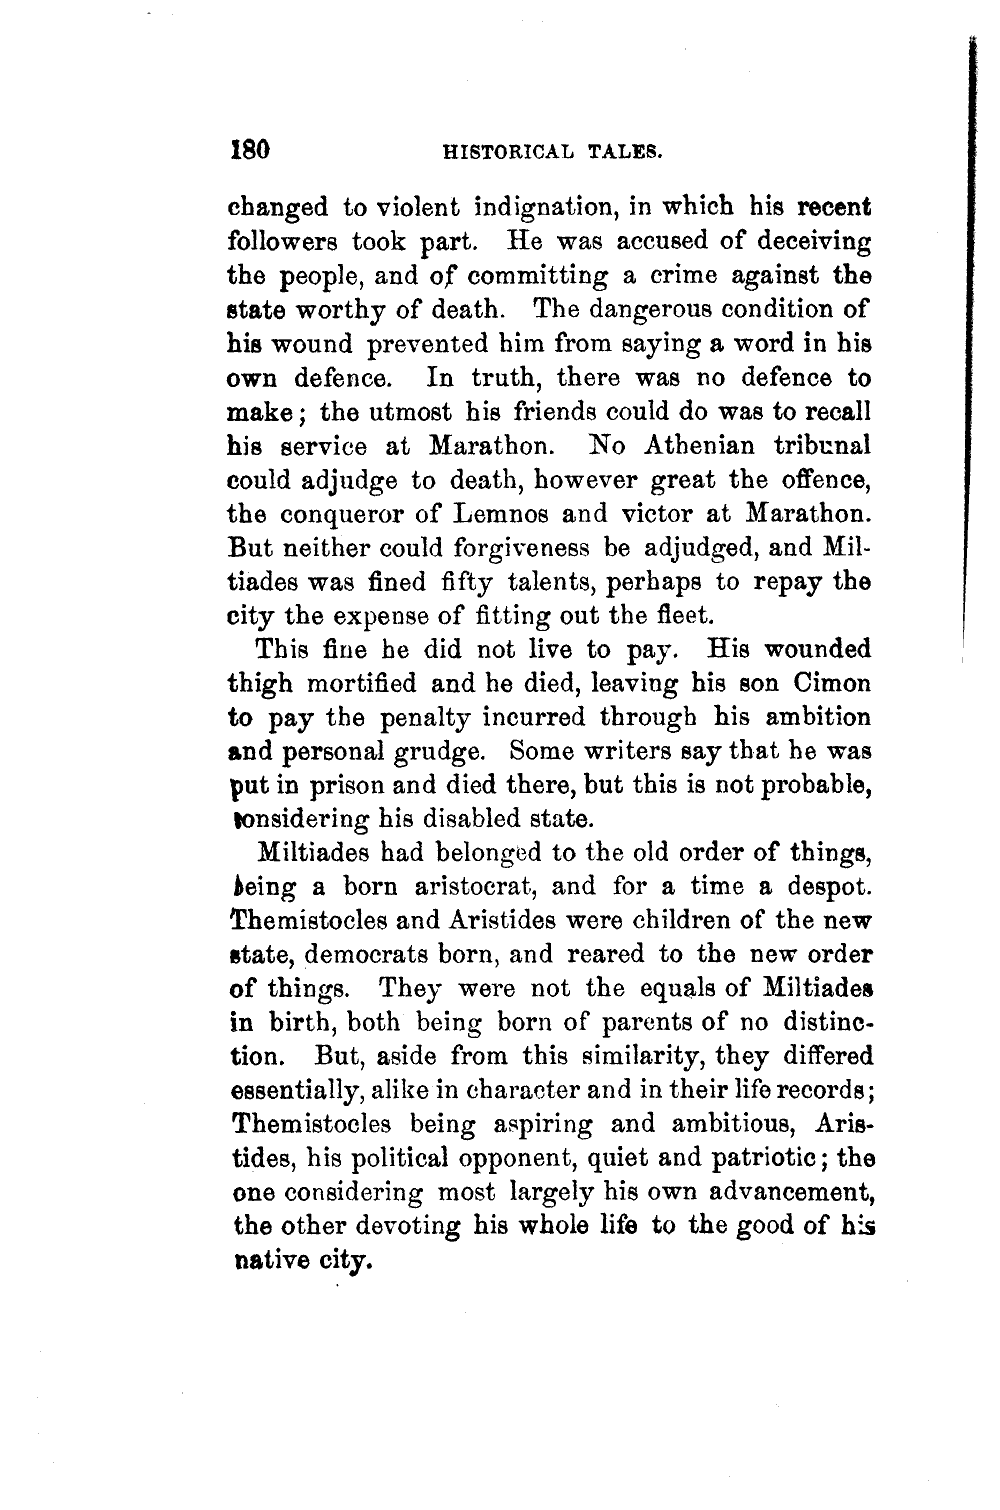 180 HISTORICAL TALES.
changed to violent indignation, in which his recent
followers took part. He was accused of deceiving
the people, and of committing a crime against the
state worthy of death. The dangerous condition of
his wound prevented him from saying a word in his
own defence. In truth, there was no defence to
make; the utmost his friends could do was to recall
his service at Marathon. No Athenian tribunal
could adjudge to death, however great the offence,
the conqueror of Lemnos and victor at Marathon.
But neither could forgiveness be adjudged, and Mil-
tiades was fined fifty talents, perhaps to repay the
city the expense of fitting out the fleet.
This fine he did not live to pay. His wounded
thigh mortified and he died, leaving his son Cimon
to pay the penalty incurred through his ambition
and personal grudge. Some writers say that he was
put in prison and died there, but this is not probable,
considering his disabled state.
Miltiades had belonged to the old order of things,
being a born aristocrat, and for a time a despot.
Themistocles and Aristides were children of the new
state, democrats born, and reared to the new order
of things. They were not the equals of Miltiades
in birth, both being born of parents of no distinc-
tion. But, aside from this similarity, they differed
essentially, alike in character and in their life records;
Themistocles being aspiring and ambitious, Aris-
tides, his political opponent, quiet and patriotic; the
one considering most largely his own advancement,
the other devoting his whole life to the good of his
native city.